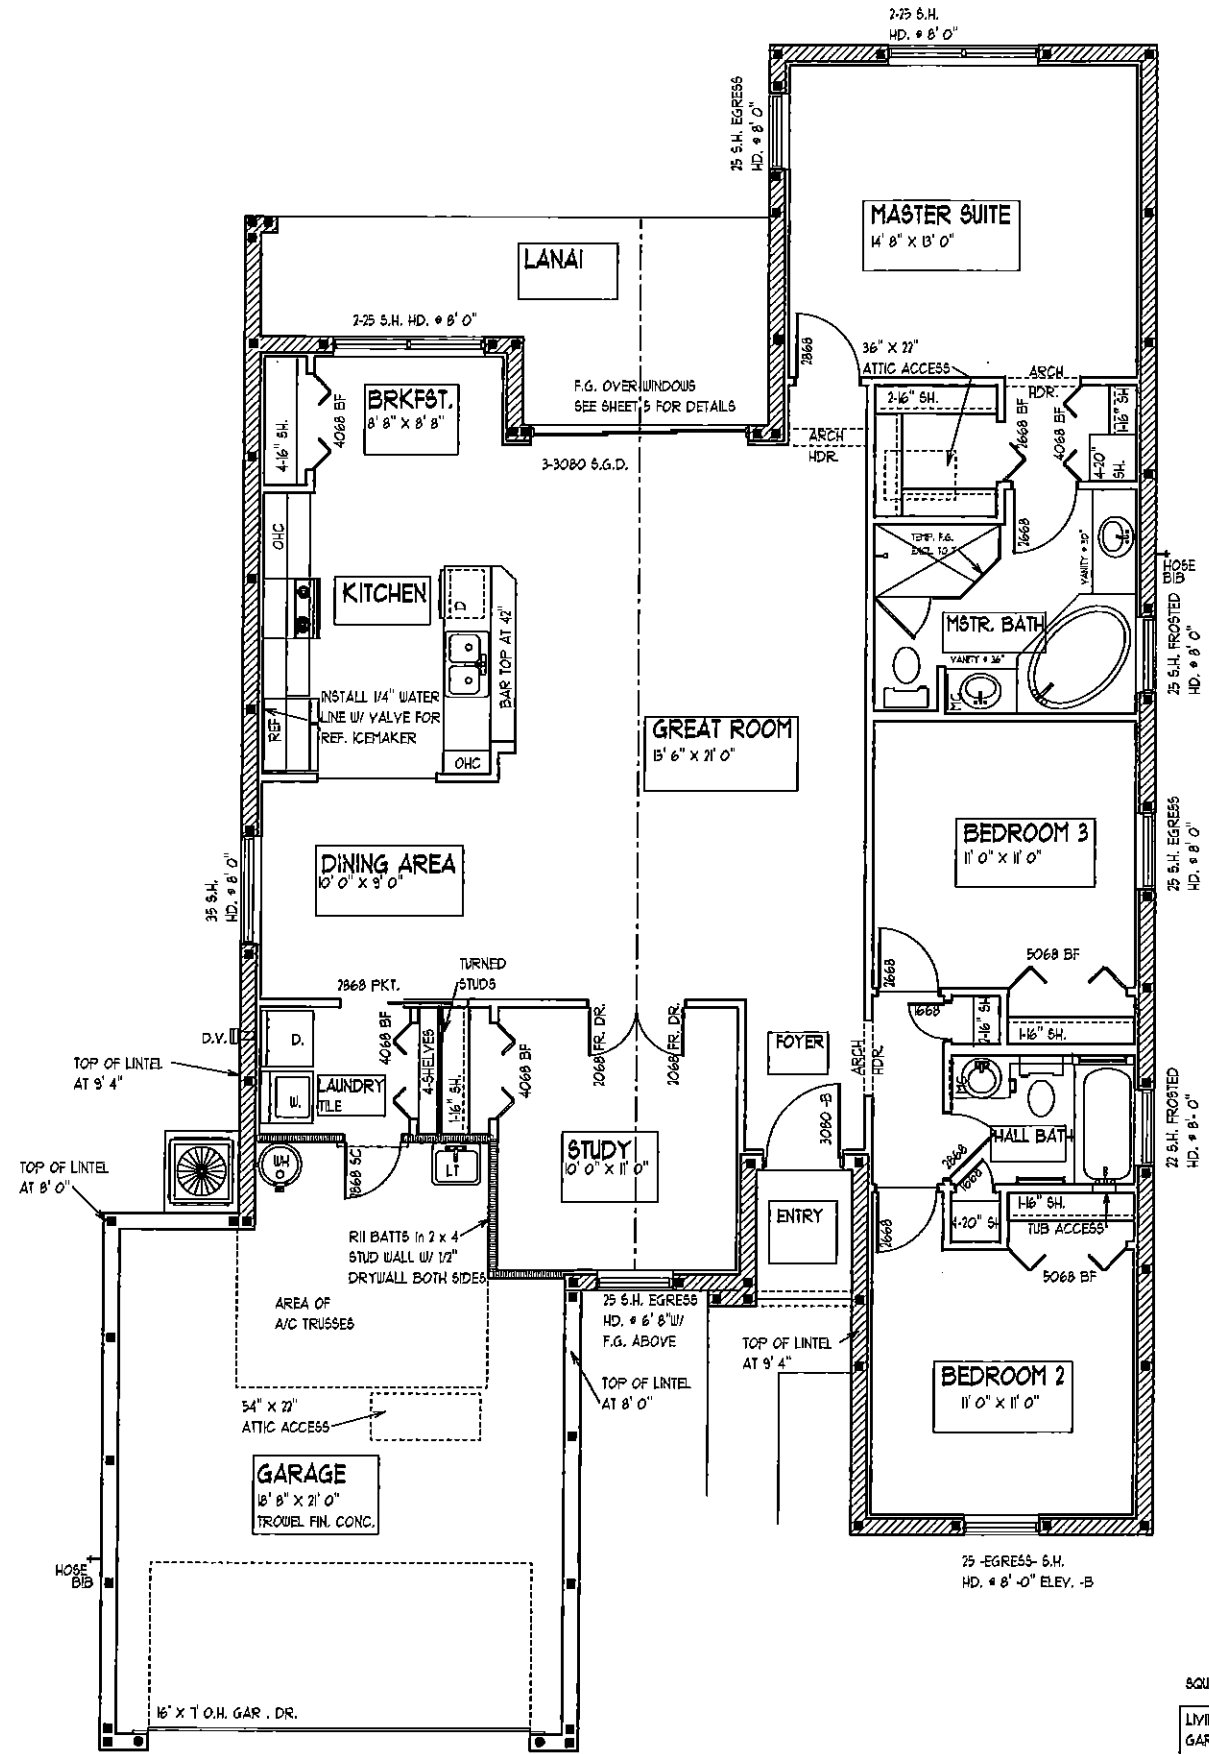 2-25 S.H.
HD. @ 8' 0"
25 S.H. EGRESS
HD. @ 8' 0"
MASTER SUITE
14' 8" X 13' 0"
LANAI
2-25 S.H. HD. @ 8' 0"
2868
36" X 22"
ATTIC ACCESS
ARCH
HDR.
BRKFST.
8' 8" X 8' 8"
4068 BF
4-16" SH.
F.G. OVER WINDOWS
SEE SHEET 5 FOR DETAILS
3-3080 S.G.D.
ARCH
HDR.
2-16" SH.
2668 BF
4068 BF
1-16" SH
4-20"
SH.
2668
OHC
KITCHEN
D
BAR TOP AT 42"
TEMP. F.G.
VANITY @ 30"
HOSE
BIB
MSTR. BATH
VANITY @ 36"
MC
25 S.H. FROSTED
HD. @ 8' 0"
INSTALL 1/4" WATER
LINE W/ VALVE FOR
REF. ICEMAKER
REF
OHC
GREAT ROOM
13' 6" X 21' 0"
BEDROOM 3
11' 0" X 11' 0"
25 S.H. EGRESS
HD. @ 8' 0"
DINING AREA
10' 0" X 9' 0"
35 S.H.
HD. @ 8' 0"
2668
5068 BF
TURNED
STUDS
2868 PKT.
1668
2-16" SH
1-16" SH.
D.V.
D.
4068 BF
4-SHELVES
1-16" SH.
4068 BF
2068 FR. DR.
2068 FR. DR.
FOYER
ARCH
HDR.
TOP OF LINTEL
AT 9' 4"
LAUNDRY
TILE
W.
MC
HALL BATH
22 S.H. FROSTED
HD. @ 8'- 0"
3080 -B
STUDY
10' 0" X 11' 0"
WH
2868 SC
LT
2868
1668
TOP OF LINTEL
AT 8' 0"
2668
4-20" SH
1-16" SH.
TUB ACCESS
ENTRY
R11 BATTS in 2 x 4
STUD WALL W/ 1/2"
DRYWALL BOTH SIDES
5068 BF
25 S.H. EGRESS
HD. @ 6' 8" W/
F.G. ABOVE
AREA OF
A/C TRUSSES
TOP OF LINTEL
AT 9' 4"
TOP OF LINTEL
AT 8' 0"
BEDROOM 2
11' 0" X 11' 0"
54" X 22"
ATTIC ACCESS
GARAGE
18' 8" X 21' 0"
TROWEL FIN. CONC.
HOSE
BIB
25 -EGRESS- S.H.
HD. @ 8' -0" ELEV. -B
16' X 7' O.H. GAR . DR.